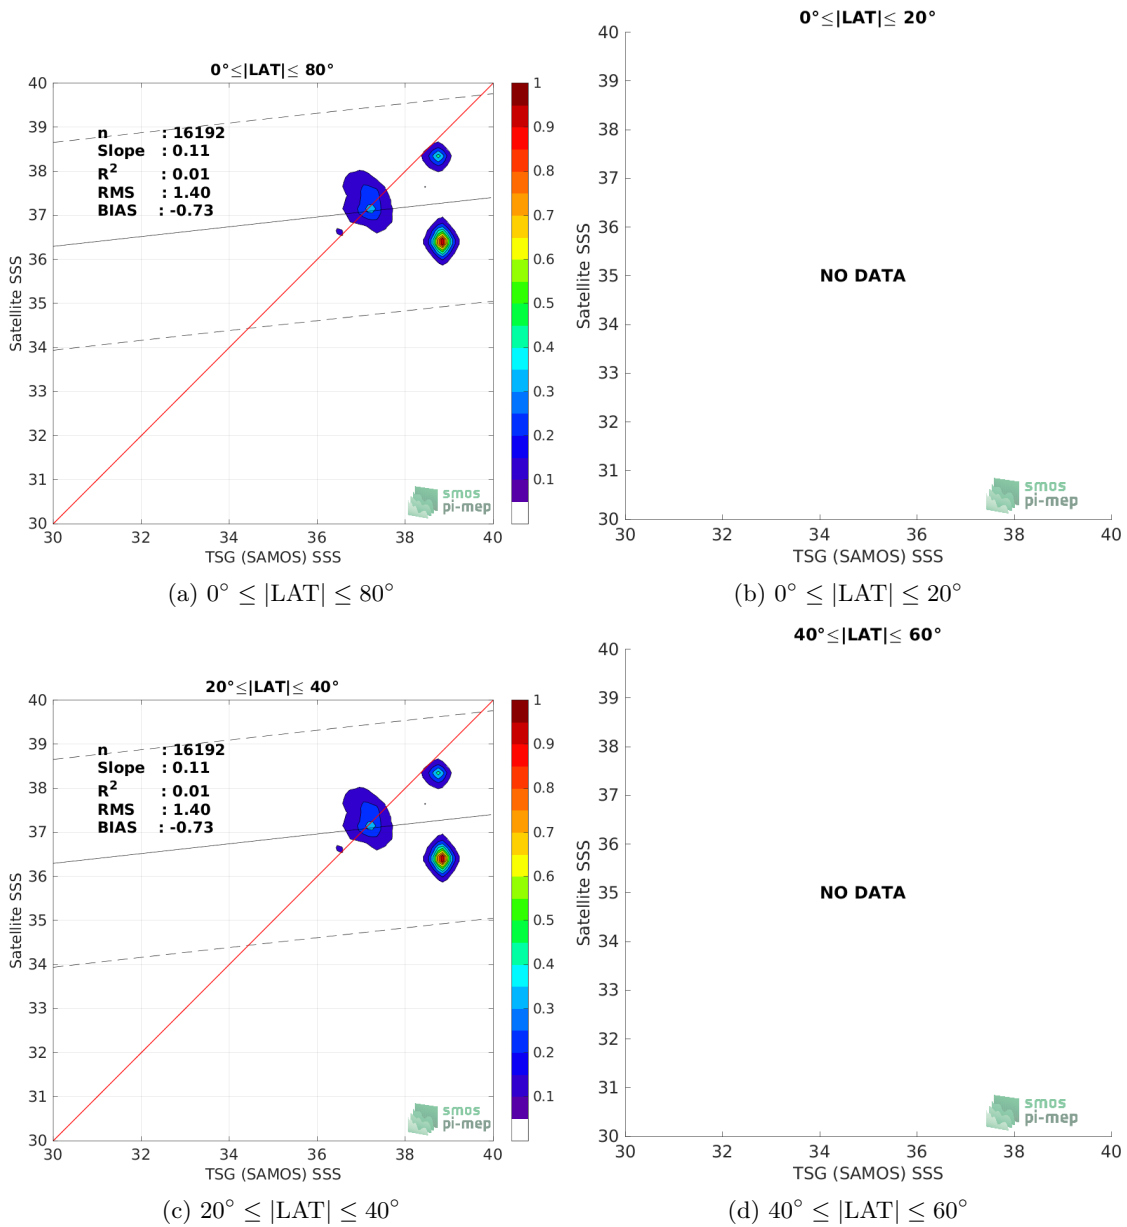 0°≤|LAT|≤ 80°
40
39
38
37
36
35
34
33
32
31
30
n : 16192
Slope : 0.11
R² : 0.01
RMS : 1.40
BIAS : -0.73
Satellite SSS
30 32 34 36 38 40
TSG (SAMOS) SSS
1
0.9
0.8
0.7
0.6
0.5
0.4
0.3
0.2
0.1
smos
pi-mep
(a) 0° ≤ |LAT| ≤ 80°
0°≤|LAT|≤ 20°
40
39
38
37
36
35
34
33
32
31
30
Satellite SSS
NO DATA
smos
pi-mep
30 32 34 36 38 40
TSG (SAMOS) SSS
(b) 0° ≤ |LAT| ≤ 20°
20°≤|LAT|≤ 40°
40
39
38
37
36
35
34
33
32
31
30
n : 16192
Slope : 0.11
R² : 0.01
RMS : 1.40
BIAS : -0.73
Satellite SSS
30 32 34 36 38 40
TSG (SAMOS) SSS
1
0.9
0.8
0.7
0.6
0.5
0.4
0.3
0.2
0.1
smos
pi-mep
(c) 20° ≤ |LAT| ≤ 40°
40°≤|LAT|≤ 60°
40
39
38
37
36
35
34
33
32
31
30
Satellite SSS
NO DATA
smos
pi-mep
30 32 34 36 38 40
TSG (SAMOS) SSS
(d) 40° ≤ |LAT| ≤ 60°